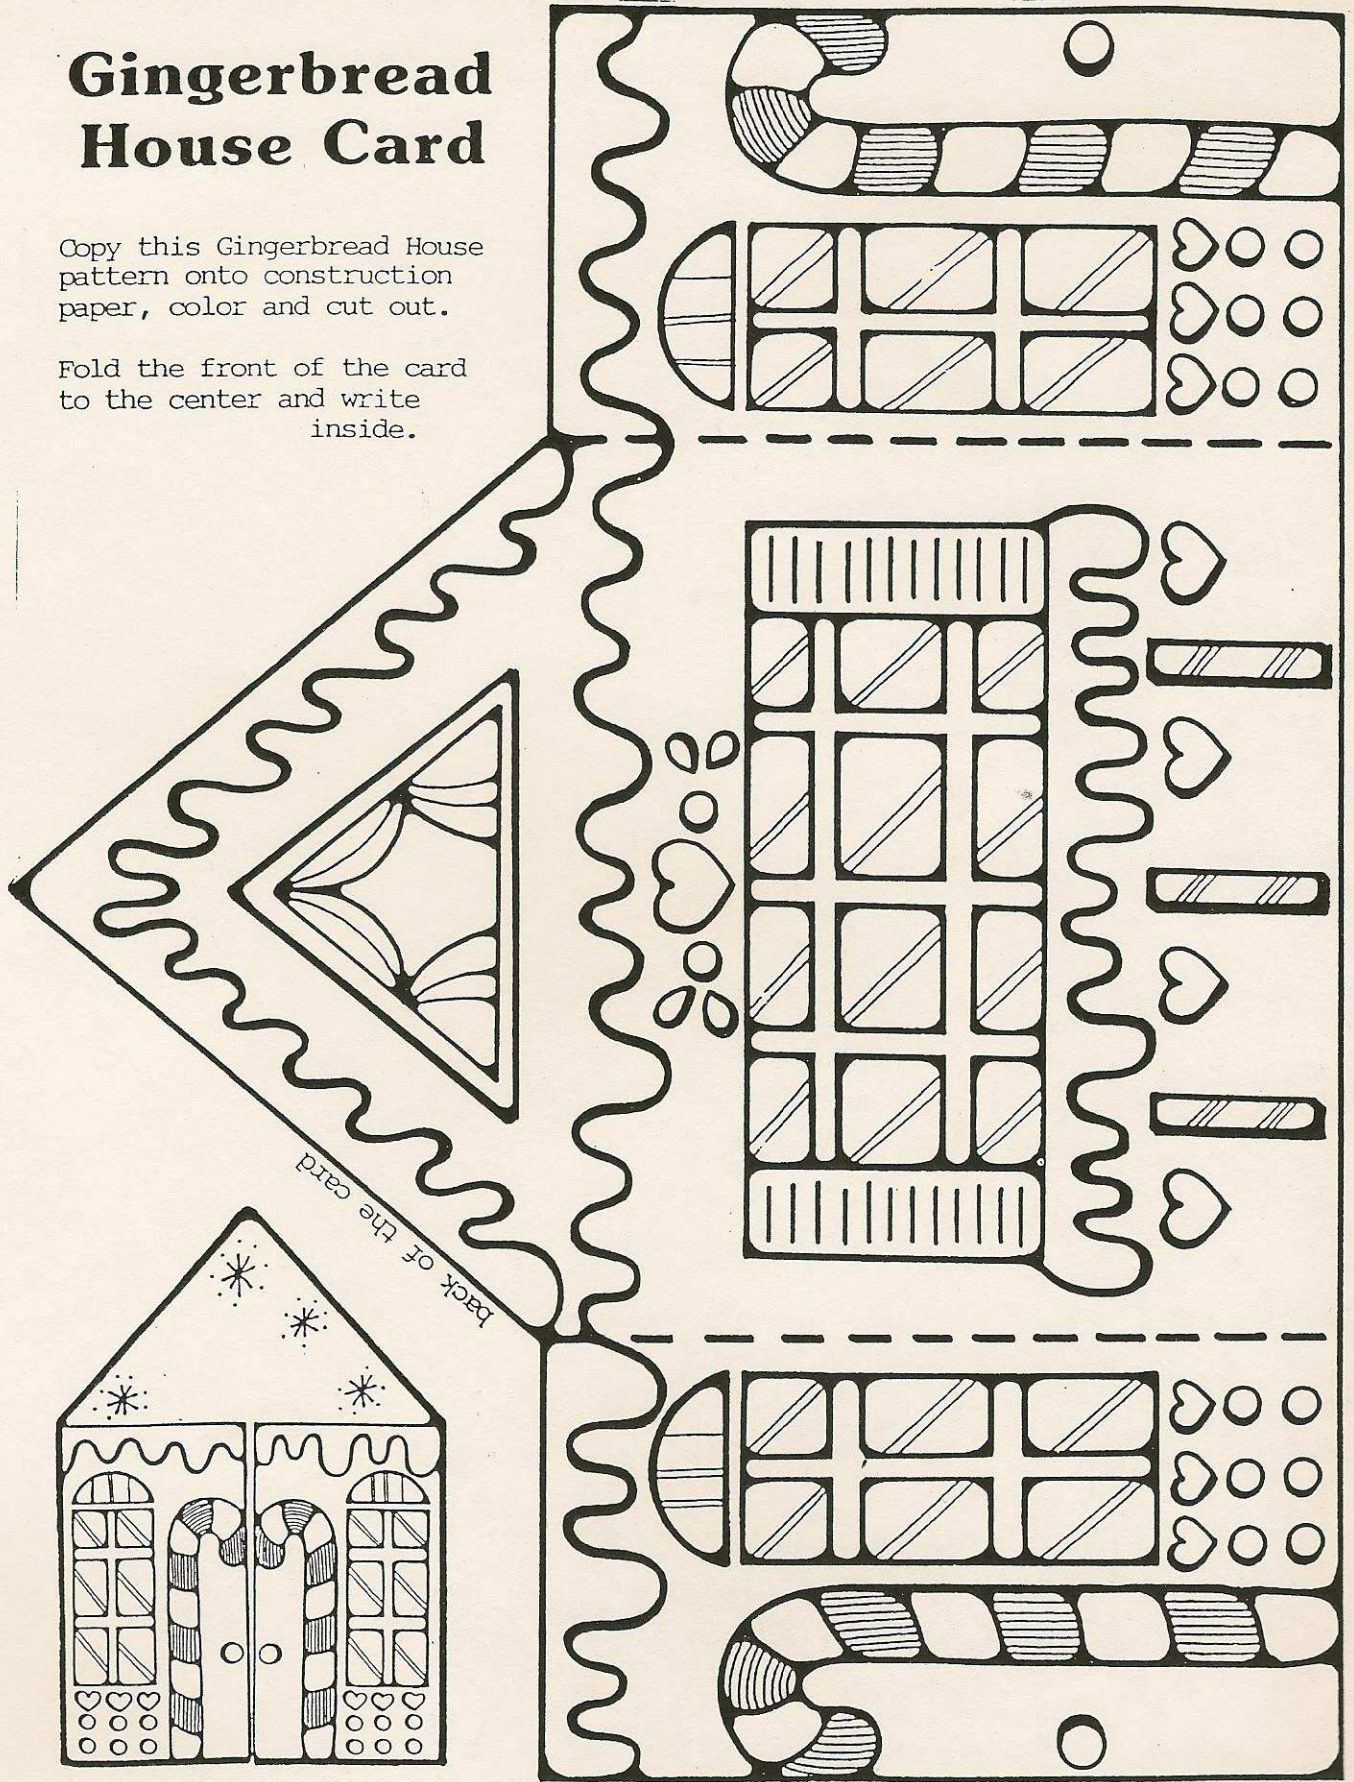 Gingerbread
House Card
Copy this Gingerbread House
pattern onto construction
paper, color and cut out.
Fold the front of the card
to the center and write
inside.
back of the card